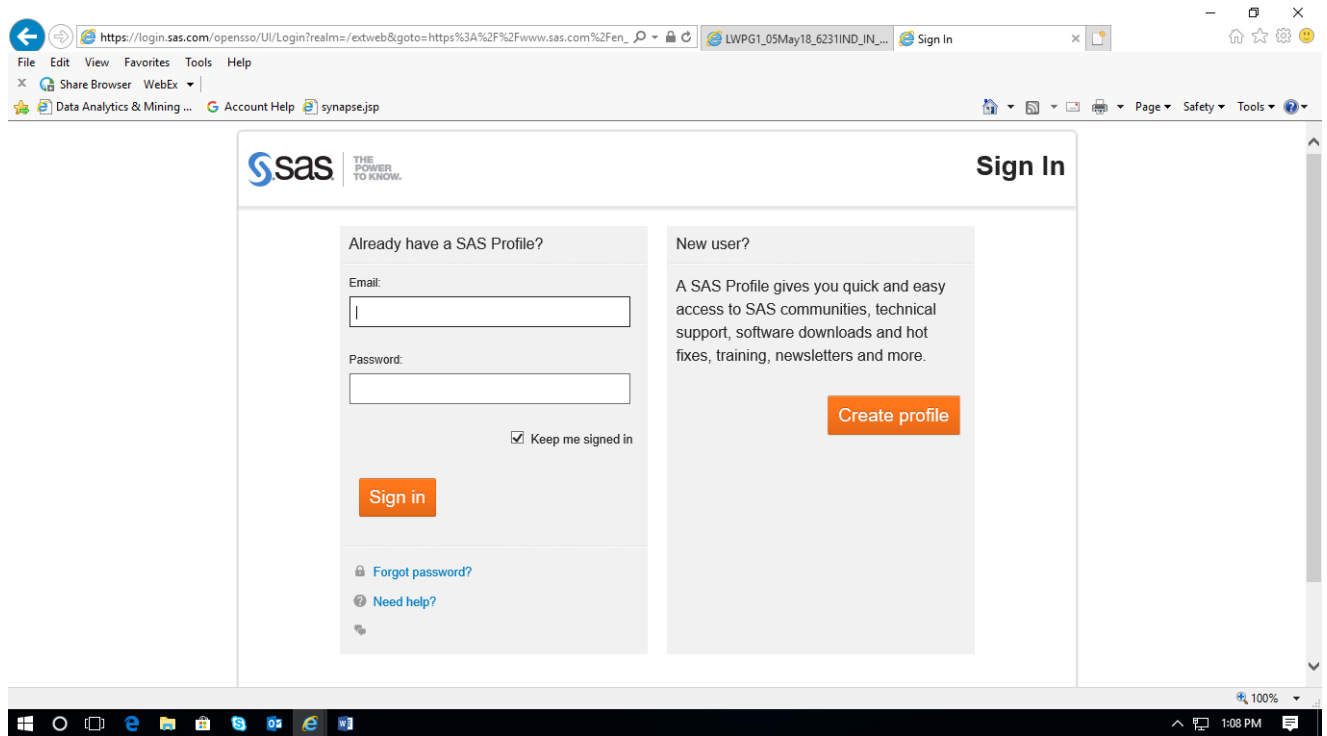 https://login.sas.com/opensso/UI/Login?realm=/extweb&goto=https%3A%2F%2Fwww.sas.com%2Fen_
LWPG1_05May18_6231IND_IN_...
Sign In
File Edit View Favorites Tools Help
Share Browser WebEx
Data Analytics & Mining ...
Account Help
synapse.jsp
Page
Safety
Tools
sas
THE
POWER
TO KNOW.
Sign In
Already have a SAS Profile?
Email:
Password:
Keep me signed in
Sign in
Forgot password?
Need help?
New user?
A SAS Profile gives you quick and easy
access to SAS communities, technical
support, software downloads and hot
fixes, training, newsletters and more.
Create profile
100%
1:08 PM